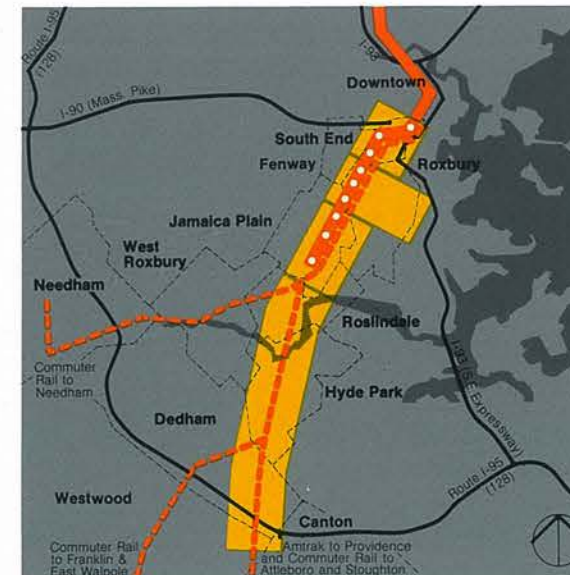 Route I-95
(128)
I-93
Downtown
I-90 (Mass. Pike)
South End
Fenway
Roxbury
Jamaica Plain
West
Roxbury
Needham
Roslindale
I-93 (S.E. Expressway)
Commuter
Rail to
Needham
Hyde Park
Dedham
Route I-95
(128)
Westwood
Canton
Commuter Rail
to Franklin &
East Walpole
Amtrak to Providence
and Commuter Rail to
Attleboro and Stoughton